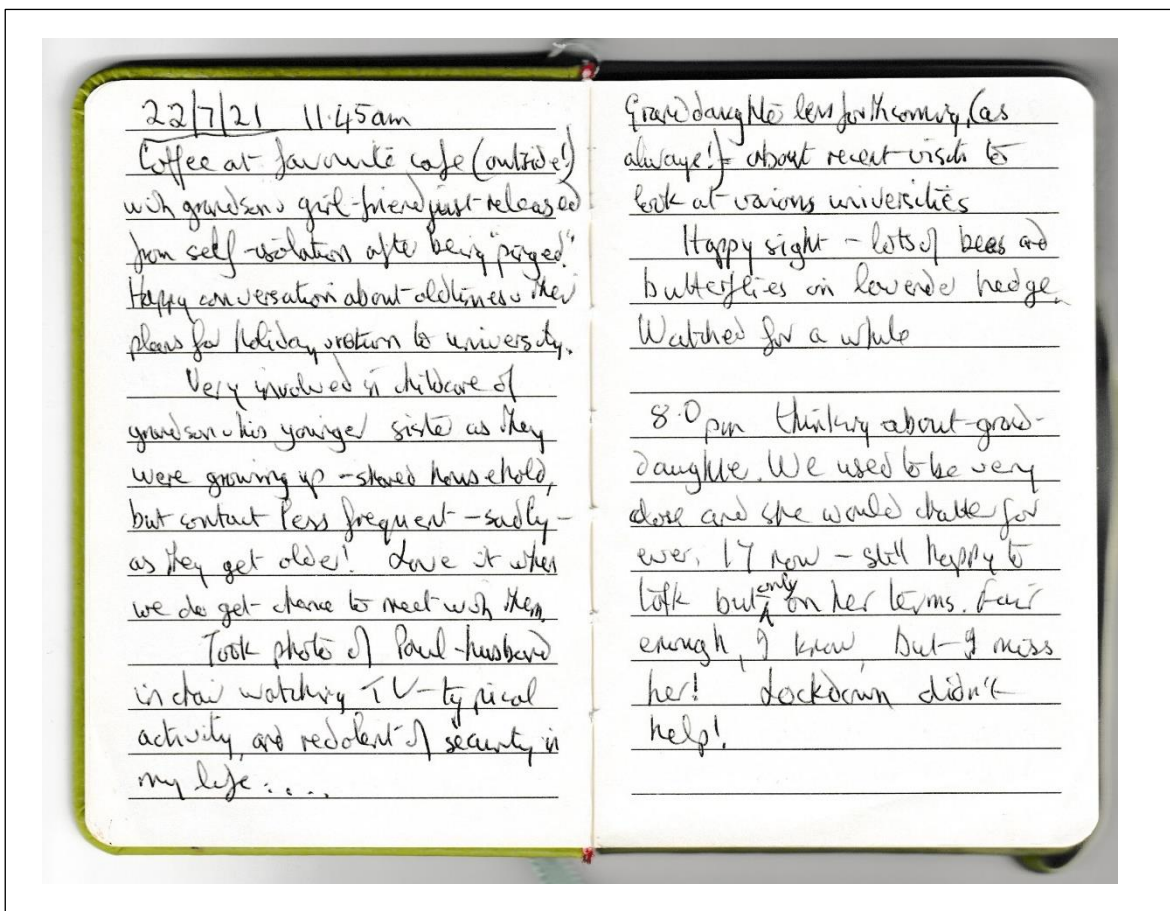 22/7/21 11.45am
Coffee at favourite cafe (outside!)
with grandson & girl-friend just released
from self-isolation after being "pinged".
Happy conversation about old times & their
plans for holiday & return to university.
Very involved in childcare of
grandson & his younger sister as they
were growing up - shared household,
but contact less frequent - sadly -
as they get older! Love it when
we do get chance to meet with them.
Took photo of Paul - husband
in chair watching TV - typical
activity, and redolent of security in
my life.....
Granddaughter less forthcoming, (as
always!) - about recent visits to
look at various universities
Happy sight - lots of bees and
butterflies on lavender hedge.
Watched for a while
8.0 pm thinking about grand-
daughter. We used to be very
close and she would chatter for
ever. 17 now - still happy to
talk but only on her terms. Fair
enough, I know, but I miss
her! Lockdown didn't
help!